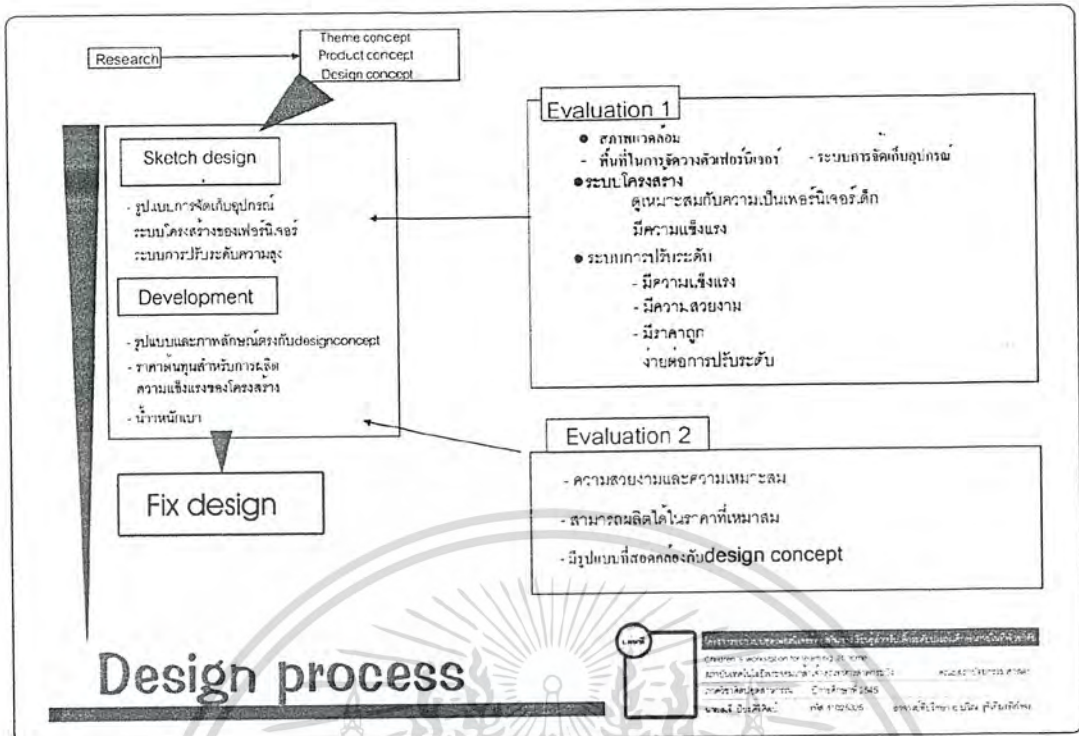 Research
Theme concept
Product concept
Design concept
Sketch design
- รูปแบบการจัดเก็บอุปกรณ์
ระบบโครงสร้างของเฟอร์นิเจอร์
ระบบการปรับระดับความสูง
Development
- รูปแบบและภาพลักษณ์ตรงกับdesignconcept
- ราคาต้นทุนสำหรับการผลิต
ความแข็งแรงของโครงสร้าง
- น้ำหนักเบา
Fix design
Evaluation 1
● สภาพแวดล้อม
- พื้นที่ในการจัดวางตัวเฟอร์นิเจอร์ - ระบบการจัดเก็บอุปกรณ์
● ระบบโครงสร้าง
ดูเหมาะสมกับความเป็นเฟอร์นิเจอร์เด็ก
มีความแข็งแรง
● ระบบการปรับระดับ
- มีความแข็งแรง
- มีความสวยงาม
- มีราคาถูก
ง่ายต่อการปรับระดับ
Evaluation 2
- ความสวยงามและความเหมาะสม
- สามารถผลิตได้ในราคาที่เหมาสม
- มีรูปแบบที่สอดคล้องกับdesign concept
Design process
Children's workstation for learning at home
ปีการศึกษาที่ 2545